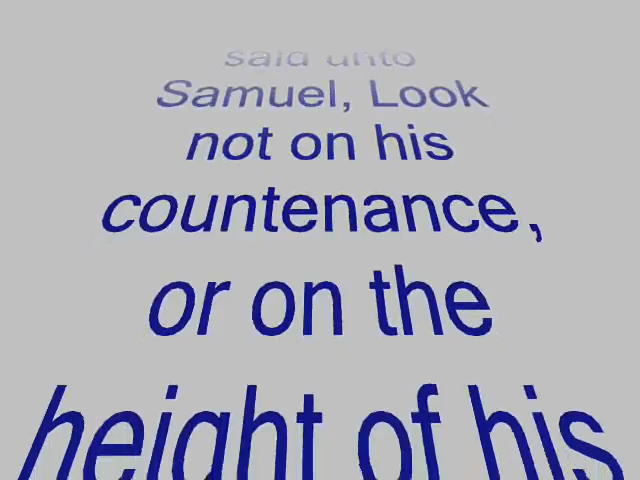 said unto
Samuel, Look
not on his
countenance,
or on the
height of his